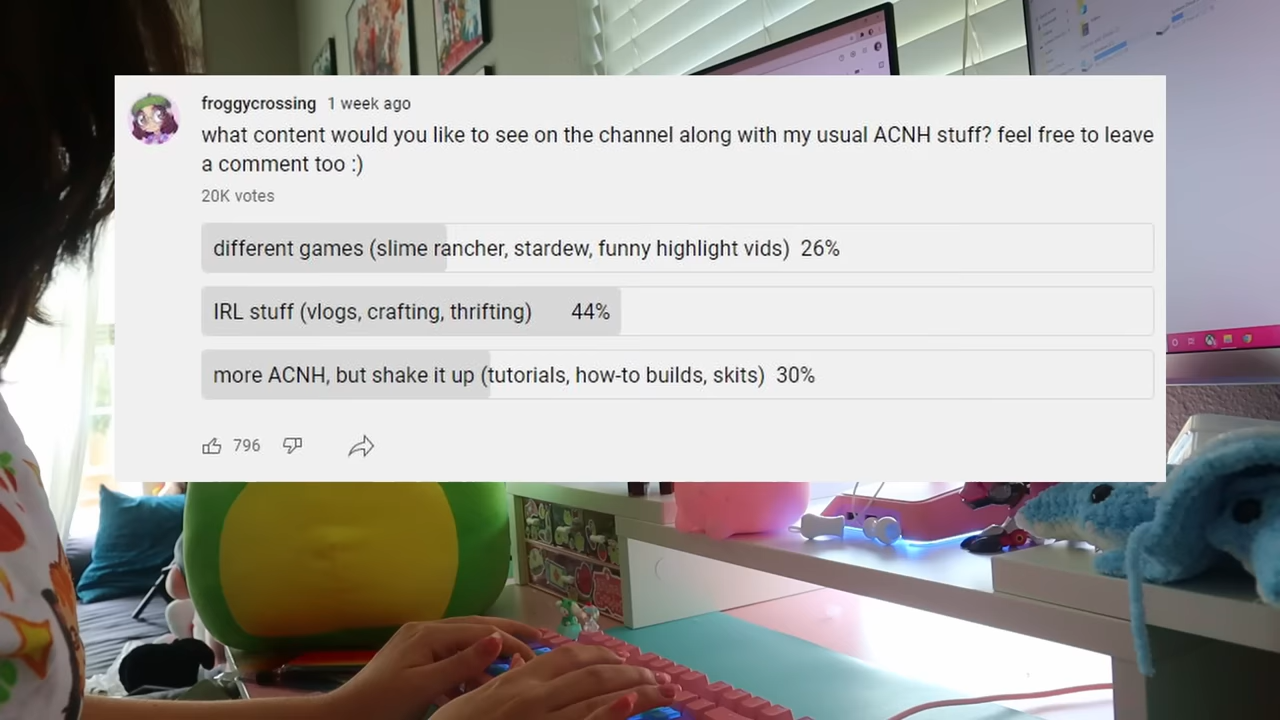 froggycrossing 1 week ago
what content would you like to see on the channel along with my usual ACNH stuff? feel free to leave
a comment too :)
20K votes
different games (slime rancher, stardew, funny highlight vids) 26%
IRL stuff (vlogs, crafting, thrifting) 44%
more ACNH, but shake it up (tutorials, how-to builds, skits) 30%
796